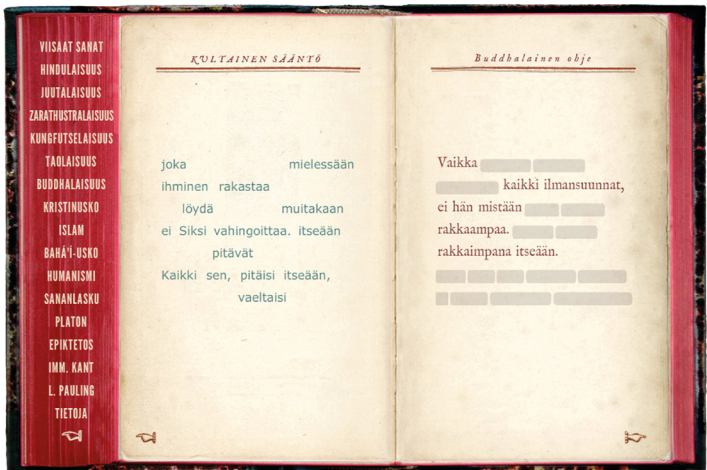 VIISAAT SANAT
HINDULAISUUS
JUUTALAISUUS
ZARATHUSTRALAISUUS
KUNGFUTSELAISUUS
TAOLAISUUS
BUDDHALAISUUS
KRISTINUSKO
ISLAM
BAHÁ'Í-USKO
HUMANISMI
SANANLASKU
PLATON
EPIKTETOS
IMM. KANT
L. PAULING
TIETOJA
KULTAINEN SÄÄNTÖ
joka mielessään
ihminen rakastaa
löydä muitakaan
ei Siksi vahingoittaa. itseään
pitävät
Kaikki sen, pitäisi itseään,
vaeltaisi
Buddhalainen ohje
Vaikka
kaikki ilmansuunnat,
ei hän mistään
rakkaampaa.
rakkaimpana itseään.